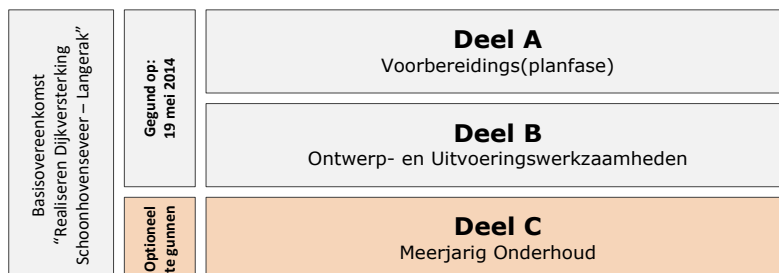 Basisovereenkomst
“Realiseren Dijkversterking
Schoonhovenseveer – Langerak”
Gegund op:
19 mei 2014
Deel A
Voorbereidings(planfase)
Deel B
Ontwerp- en Uitvoeringswerkzaamheden
Optioneel
te gunnen
Deel C
Meerjarig Onderhoud